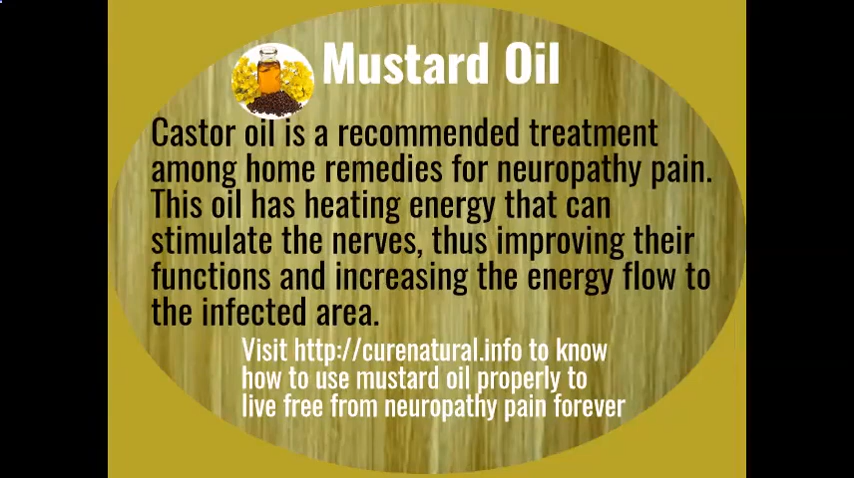 Mustard Oil
Castor oil is a recommended treatment
among home remedies for neuropathy pain.
This oil has heating energy that can
stimulate the nerves, thus improving their
functions and increasing the energy flow to
the infected area.
Visit http://curenatural.info to know
how to use mustard oil properly to
live free from neuropathy pain forever